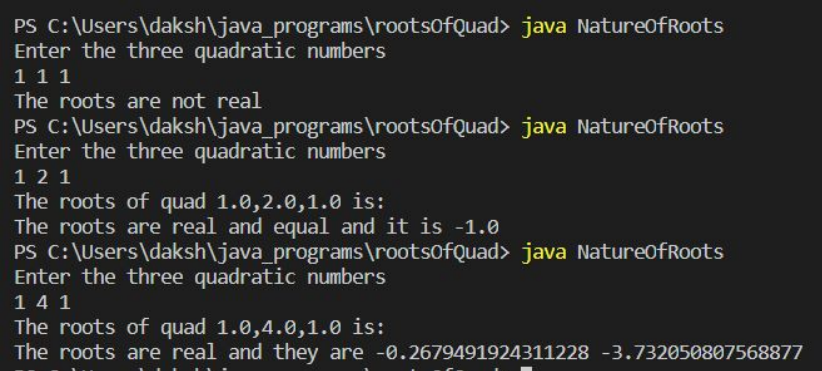 PS C:\Users\daksh\java_programs\rootsOfQuad> java NatureOfRoots
Enter the three quadratic numbers
1 1 1
The roots are not real
PS C:\Users\daksh\java_programs\rootsOfQuad> java NatureOfRoots
Enter the three quadratic numbers
1 2 1
The roots of quad 1.0,2.0,1.0 is:
The roots are real and equal and it is -1.0
PS C:\Users\daksh\java_programs\rootsOfQuad> java NatureOfRoots
Enter the three quadratic numbers
1 4 1
The roots of quad 1.0,4.0,1.0 is:
The roots are real and they are -0.2679491924311228 -3.732050807568877